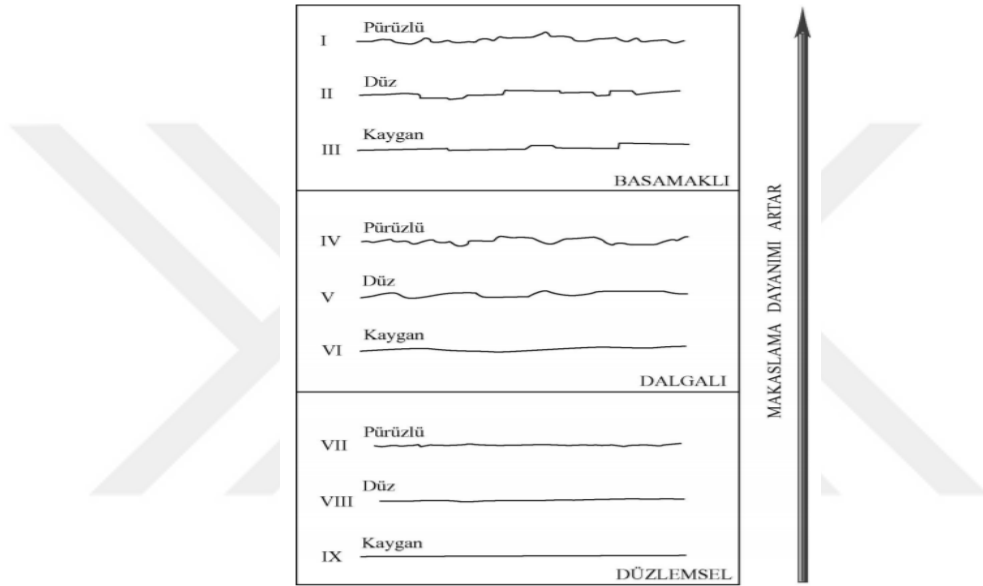 Pürüzlü
I
Düz
II
Kaygan
III
BASAMAKLI
Pürüzlü
IV
Düz
V
Kaygan
VI
DALGALI
Pürüzlü
VII
Düz
VIII
Kaygan
IX
DÜZLEMSEL
MAKASLAMA DAYANIMI ARTAR